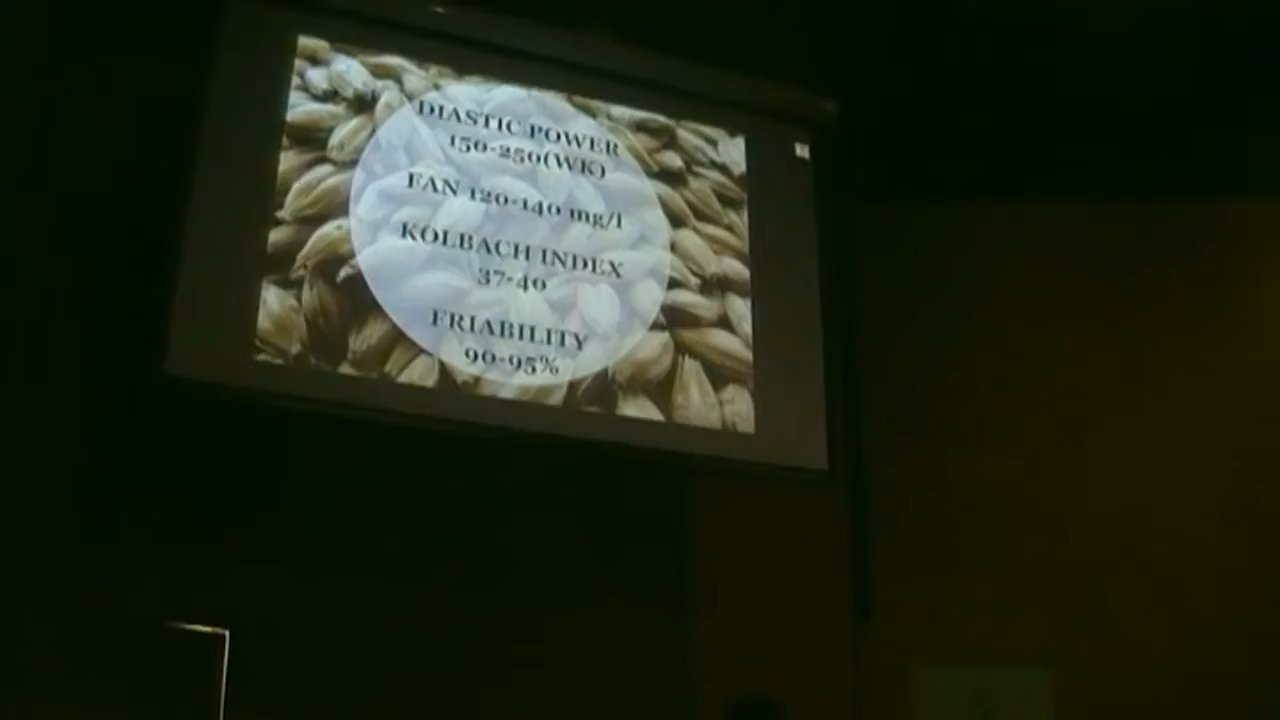 DIASTIC POWER
150-250(WK)
FAN 120-140 mg/l
KOLBACH INDEX
37-40
FRIABILITY
90-95%